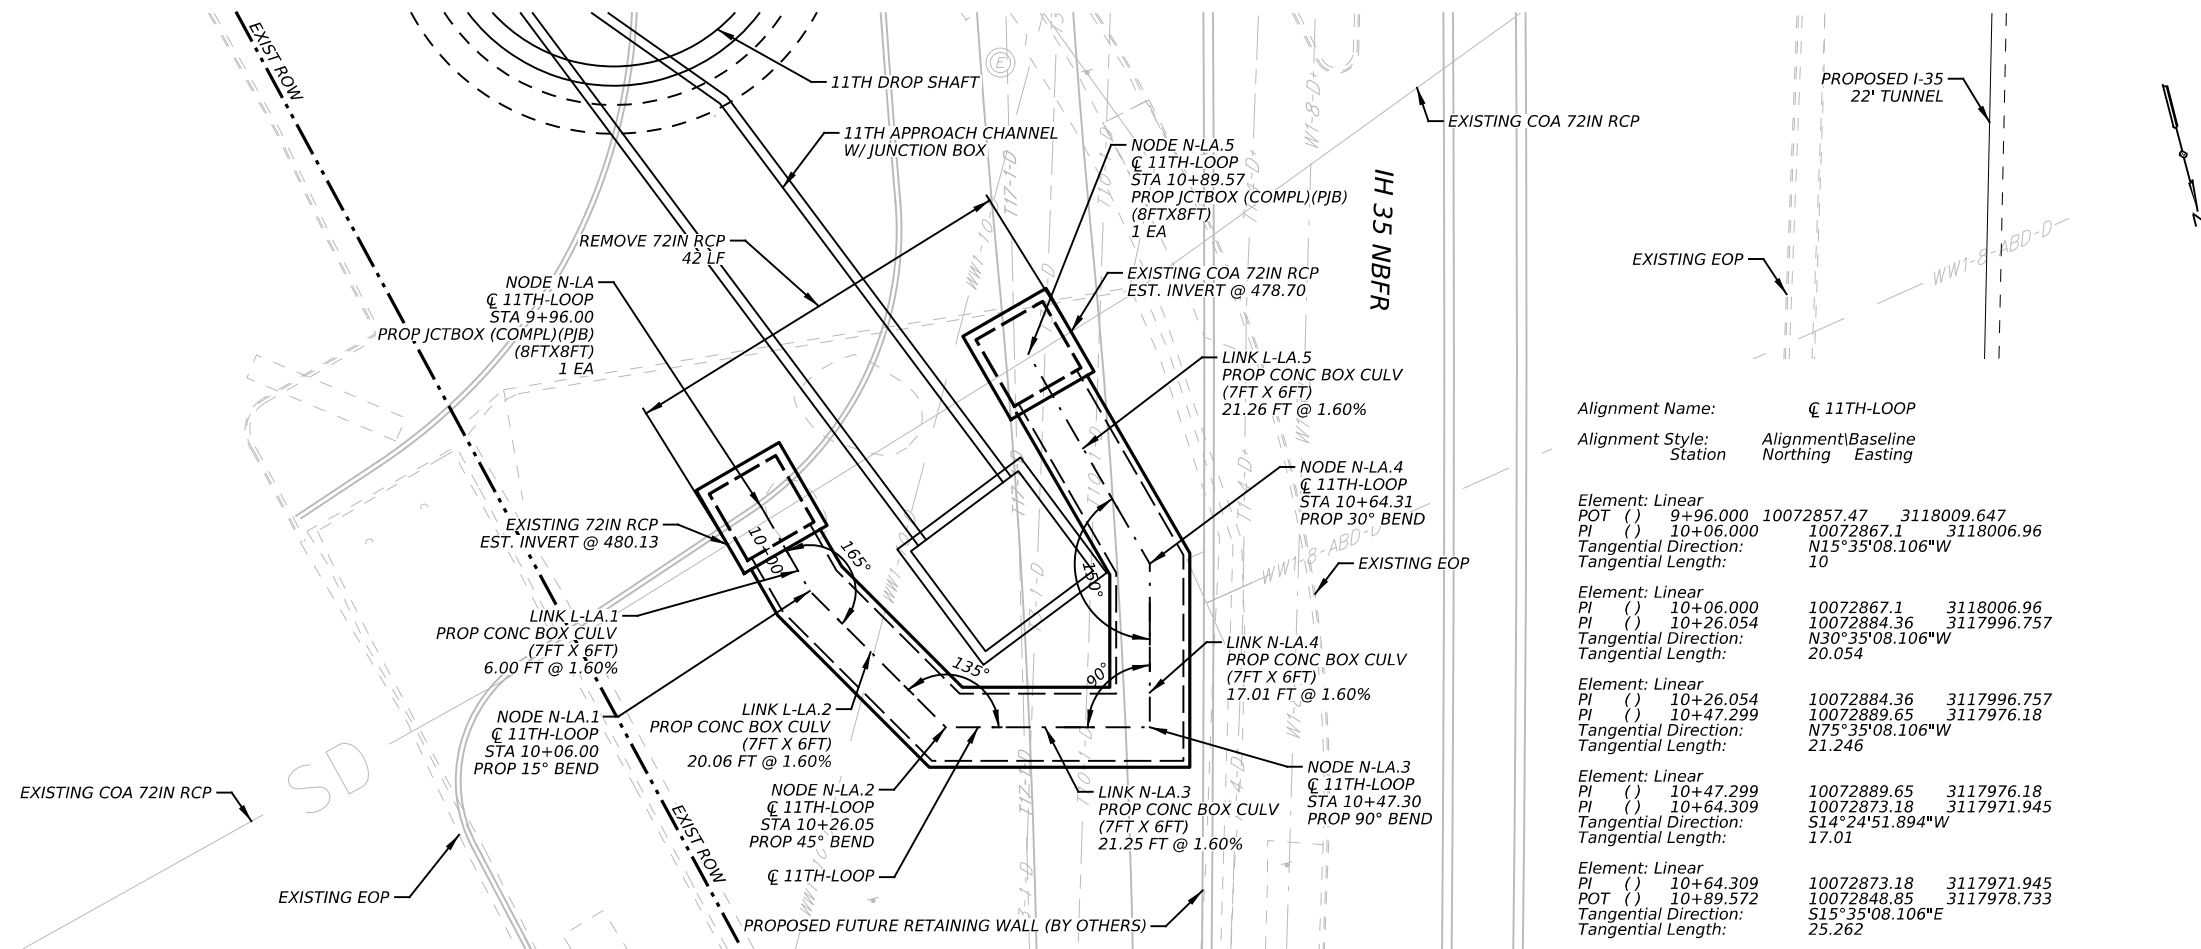 EXIST ROW
11TH DROP SHAFT
11TH APPROACH CHANNEL
W/ JUNCTION BOX
NODE N-LA.5
℄ 11TH-LOOP
STA 10+89.57
PROP JCTBOX (COMPL)(PJB)
(8FTX8FT)
1 EA
EXISTING COA 72IN RCP
IH 35 NBFR
PROPOSED I-35
22' TUNNEL
N
8
EXISTING EOP
WW1-8-ABD-D
REMOVE 72IN RCP
42 LF
NODE N-LA
℄ 11TH-LOOP
STA 9+96.00
PROP JCTBOX (COMPL)(PJB)
(8FTX8FT)
1 EA
EXISTING COA 72IN RCP
EST. INVERT @ 478.70
LINK L-LA.5
PROP CONC BOX CULV
(7FT X 6FT)
21.26 FT @ 1.60%
NODE N-LA.4
℄ 11TH-LOOP
STA 10+64.31
PROP 30° BEND
EXISTING 72IN RCP
EST. INVERT @ 480.13
10+00
165°
160°
135°
90°
WW1-8-ABD-D
EXISTING EOP
LINK L-LA.1
PROP CONC BOX CULV
(7FT X 6FT)
6.00 FT @ 1.60%
LINK N-LA.4
PROP CONC BOX CULV
(7FT X 6FT)
17.01 FT @ 1.60%
NODE N-LA.1
℄ 11TH-LOOP
STA 10+06.00
PROP 15° BEND
LINK L-LA.2
PROP CONC BOX CULV
(7FT X 6FT)
20.06 FT @ 1.60%
NODE N-LA.2
℄ 11TH-LOOP
STA 10+26.05
PROP 45° BEND
℄ 11TH-LOOP
LINK N-LA.3
PROP CONC BOX CULV
(7FT X 6FT)
21.25 FT @ 1.60%
NODE N-LA.3
℄ 11TH-LOOP
STA 10+47.30
PROP 90° BEND
SD
EXISTING COA 72IN RCP
EXISTING EOP
EXIST ROW
PROPOSED FUTURE RETAINING WALL (BY OTHERS)
E
T17-1-D
W1-8-D+
T17-1-D
Alignment Name: ℄ 11TH-LOOP
Alignment Style: Alignment\Baseline
Station Northing Easting
Element: Linear
POT ( ) 9+96.000 10072857.47 3118009.647
PI ( ) 10+06.000 10072867.1 3118006.96
Tangential Direction: N15°35'08.106"W
Tangential Length: 10
Element: Linear
PI ( ) 10+06.000 10072867.1 3118006.96
PI ( ) 10+26.054 10072884.36 3117996.757
Tangential Direction: N30°35'08.106"W
Tangential Length: 20.054
Element: Linear
PI ( ) 10+26.054 10072884.36 3117996.757
PI ( ) 10+47.299 10072889.65 3117976.18
Tangential Direction: N75°35'08.106"W
Tangential Length: 21.246
Element: Linear
PI ( ) 10+47.299 10072889.65 3117976.18
PI ( ) 10+64.309 10072873.18 3117971.945
Tangential Direction: S14°24'51.894"W
Tangential Length: 17.01
Element: Linear
PI ( ) 10+64.309 10072873.18 3117971.945
POT ( ) 10+89.572 10072848.85 3117978.733
Tangential Direction: S15°35'08.106"E
Tangential Length: 25.262